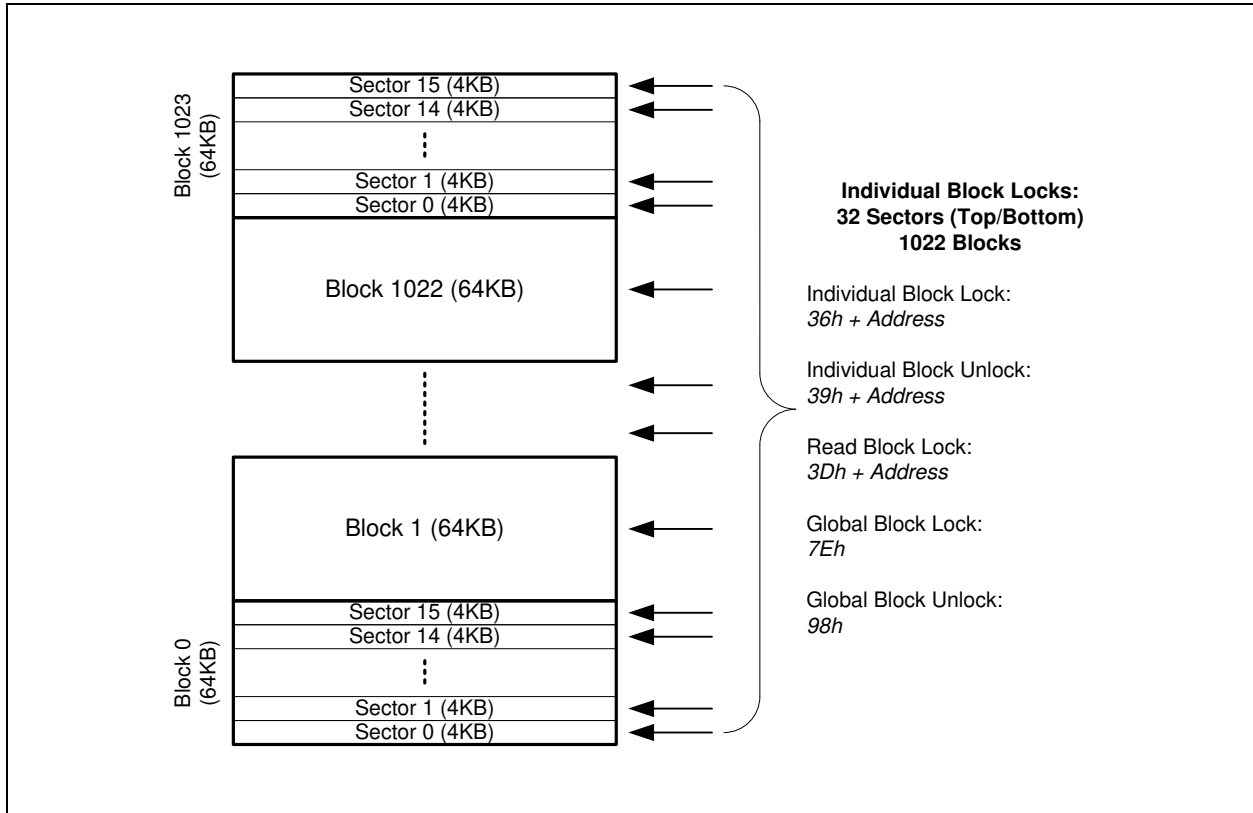 Block 1023
(64KB)
Sector 15 (4KB)
Sector 14 (4KB)
Sector 1 (4KB)
Sector 0 (4KB)
Block 1022 (64KB)
Block 1 (64KB)
Block 0
(64KB)
Sector 15 (4KB)
Sector 14 (4KB)
Sector 1 (4KB)
Sector 0 (4KB)
Individual Block Locks:
32 Sectors (Top/Bottom)
1022 Blocks
Individual Block Lock:
36h + Address
Individual Block Unlock:
39h + Address
Read Block Lock:
3Dh + Address
Global Block Lock:
7Eh
Global Block Unlock:
98h